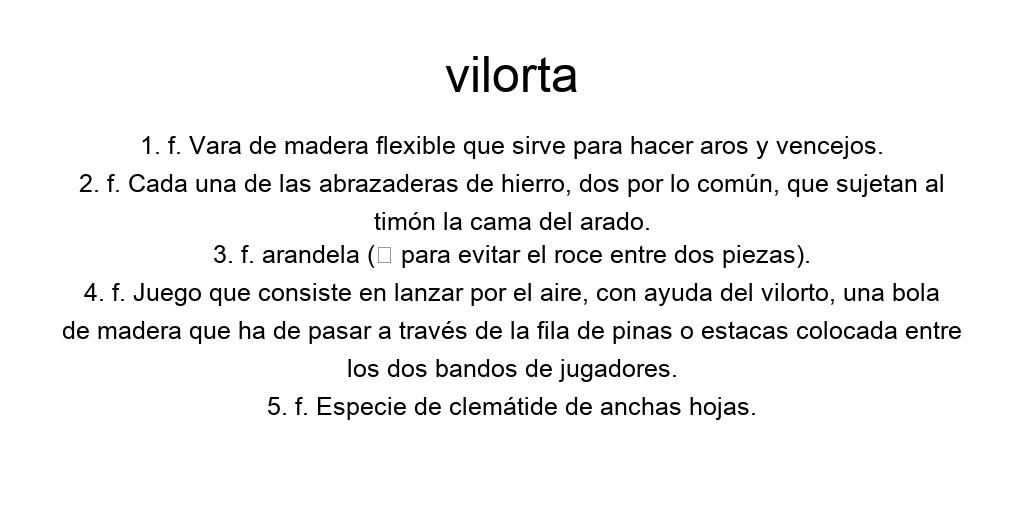 vilorta
1. f. Vara de madera flexible que sirve para hacer aros y vencejos.
2. f. Cada una de las abrazaderas de hierro, dos por lo común, que sujetan al
timón la cama del arado.
3. f. arandela (▯ para evitar el roce entre dos piezas).
4. f. Juego que consiste en lanzar por el aire, con ayuda del vilorto, una bola
de madera que ha de pasar a través de la fila de pinas o estacas colocada entre
los dos bandos de jugadores.
5. f. Especie de clemátide de anchas hojas.